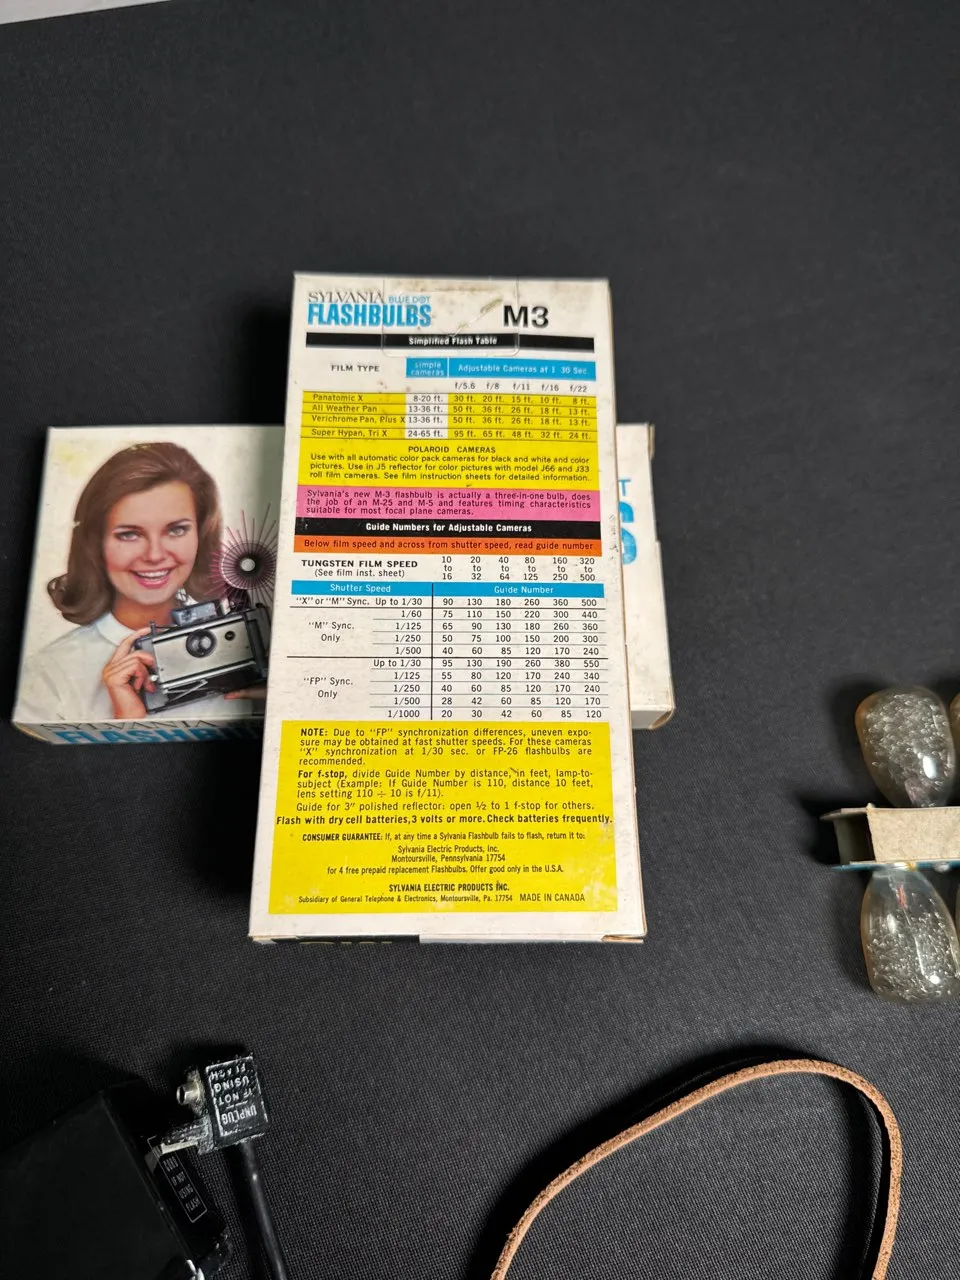 SYLVANIA BLUE DOT
FLASHBULBS M3
Simplified Flash Table
FILM TYPE simple cameras Adjustable Cameras at 1 30 Sec.
f/5.6 f/8 f/11 f/16 f/22
Panatomic X 8-20 ft. 30 ft. 20 ft. 15 ft. 10 ft. 8 ft.
All Weather Pan 13-36 ft. 50 ft. 36 ft. 26 ft. 18 ft. 13 ft.
Verichrome Pan, Plus X 13-36 ft. 50 ft. 36 ft. 26 ft. 18 ft. 13 ft.
Super Hypan, Tri X 24-65 ft. 95 ft. 65 ft. 48 ft. 32 ft. 24 ft.
POLAROID CAMERAS
Use with all automatic color pack cameras for black and white and color
pictures. Use in J5 reflector for color pictures with model J66 and J33
roll film cameras. See film instruction sheets for detailed information.
Sylvania's new M-3 flashbulb is actually a three-in-one bulb, does
the job of an M-25 and M-5 and features timing characteristics
suitable for most focal plane cameras.
Guide Numbers for Adjustable Cameras
Below film speed and across from shutter speed, read guide number.
TUNGSTEN FILM SPEED 10 to 16 20 to 32 40 to 64 80 to 125 160 to 250 320 to 500
(See film inst. sheet)
Shutter Speed Guide Number
"X" or "M" Sync. Up to 1/30 90 130 180 260 360 500
"M" Sync. Only 1/60 75 110 150 220 300 440
1/125 65 90 130 180 260 360
1/250 50 75 100 150 200 300
1/500 40 60 85 120 170 240
"FP" Sync. Only Up to 1/30 95 130 190 260 380 550
1/125 55 80 120 170 240 340
1/250 40 60 85 120 170 240
1/500 28 42 60 85 120 170
1/1000 20 30 42 60 85 120
NOTE: Due to "FP" synchronization differences, uneven expo-
sure may be obtained at fast shutter speeds. For these cameras
"X" synchronization at 1/30 sec. or FP-26 flashbulbs are
recommended.
For f-stop, divide Guide Number by distance, in feet, lamp-to-
subject (Example: If Guide Number is 110, distance 10 feet,
lens setting 110 ÷ 10 is f/11).
Guide for 3" polished reflector: open ½ to 1 f-stop for others.
Flash with dry cell batteries, 3 volts or more. Check batteries frequently.
CONSUMER GUARANTEE: If, at any time a Sylvania Flashbulb fails to flash, return it to:
Sylvania Electric Products, Inc.
Montoursville, Pennsylvania 17754
for 4 free prepaid replacement Flashbulbs. Offer good only in the U.S.A.
SYLVANIA ELECTRIC PRODUCTS INC.
Subsidiary of General Telephone & Electronics, Montoursville, Pa. 17754 MADE IN CANADA
SYLVANIA
UNPLUG
IF NOT
USING
FLASH
IF NOT
USING
FLASH